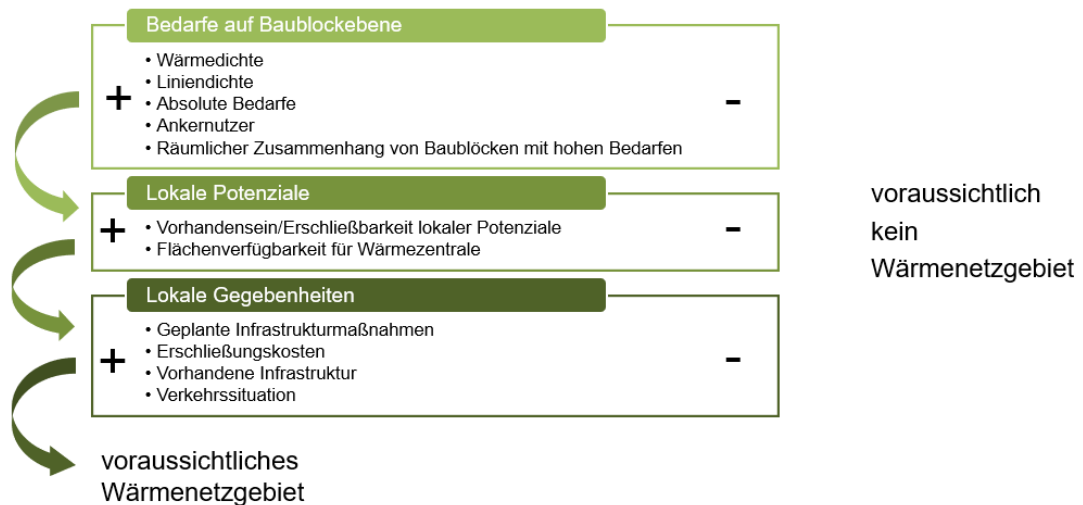 Bedarfe auf Baublockebene
• Wärmedichte
• Liniendichte
+ • Absolute Bedarfe -
• Ankernutzer
• Räumlicher Zusammenhang von Baublöcken mit hohen Bedarfen
Lokale Potenziale
+ • Vorhandensein/Erschließbarkeit lokaler Potenziale -
• Flächenverfügbarkeit für Wärmezentrale
Lokale Gegebenheiten
• Geplante Infrastrukturmaßnahmen
+ • Erschließungskosten -
• Vorhandene Infrastruktur
• Verkehrssituation
voraussichtlich
kein
Wärmenetzgebiet
voraussichtliches
Wärmenetzgebiet